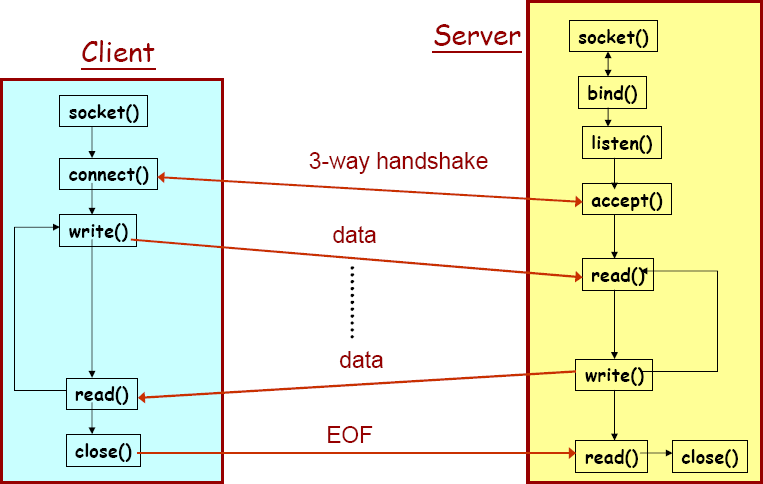 Client
socket()
connect()
write()
read()
close()
3-way handshake
data
data
EOF
Server
socket()
bind()
listen()
accept()
read()
write()
read()
close()